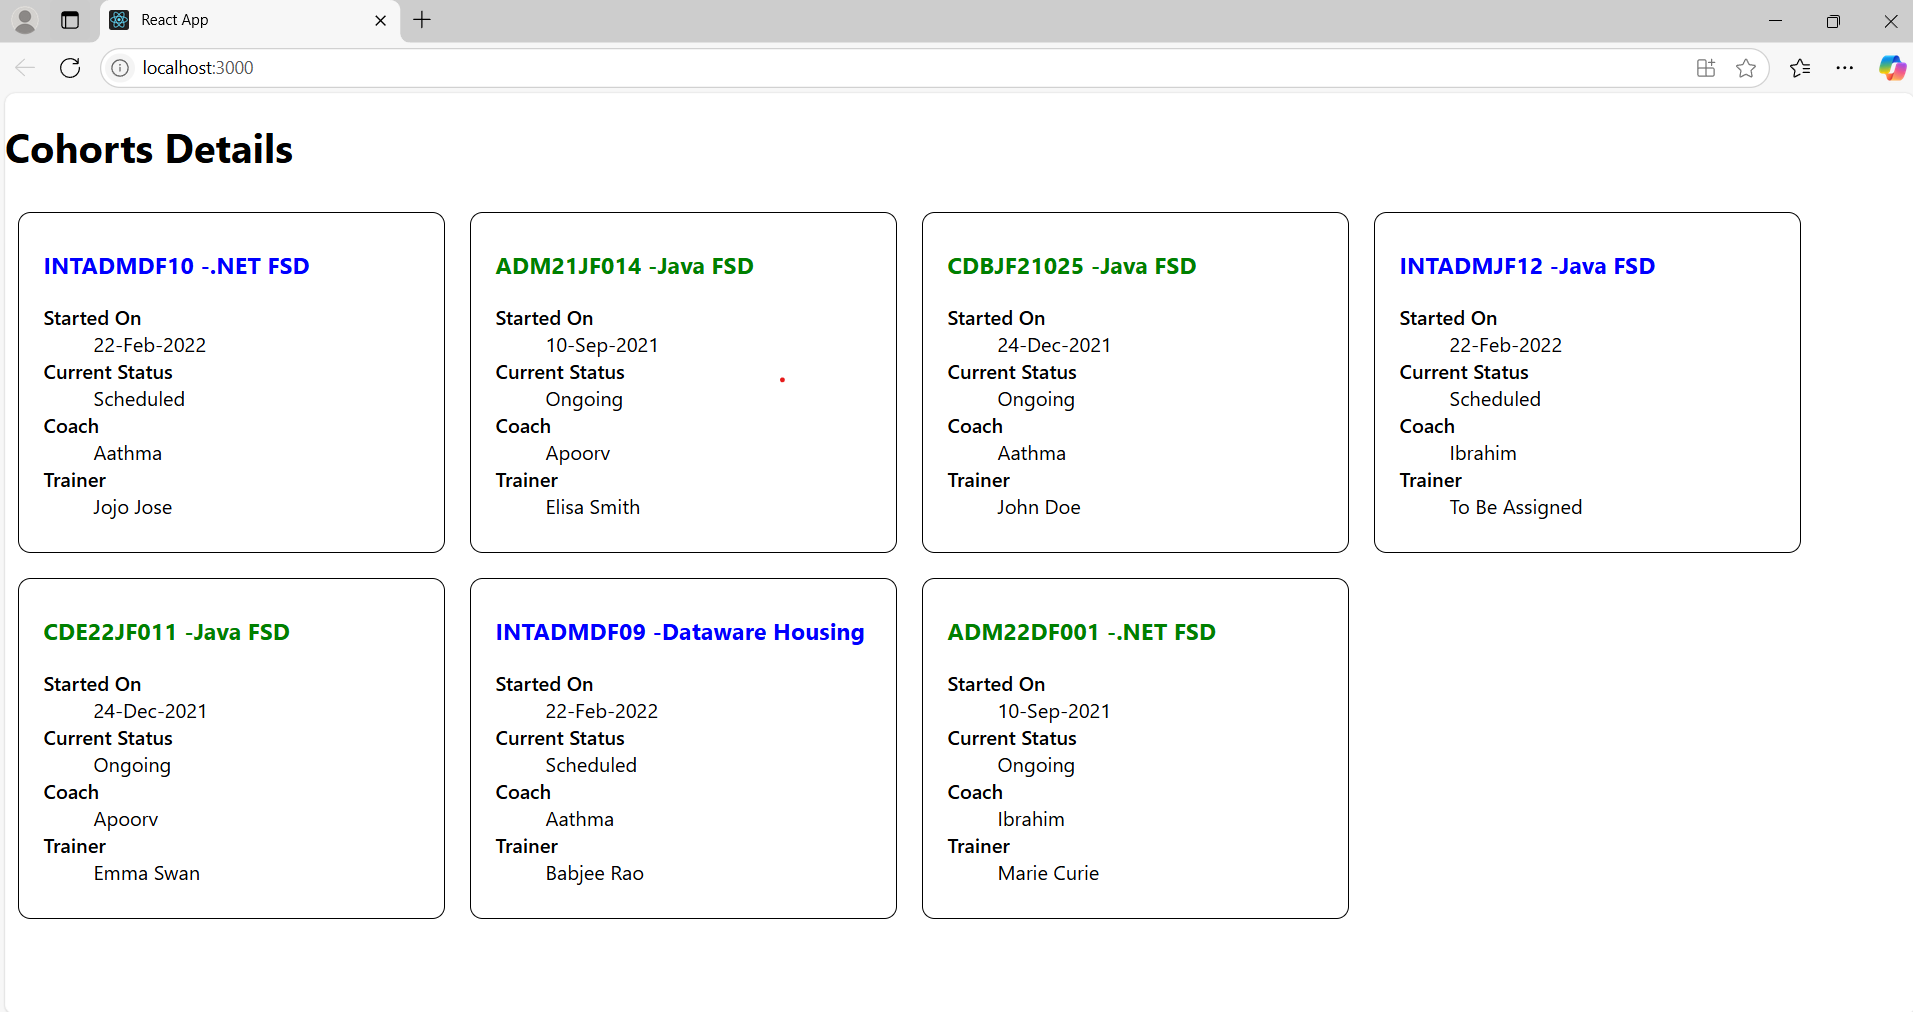 React App
localhost:3000
Cohorts Details
INTADMDF10 -.NET FSD
Started On
22-Feb-2022
Current Status
Scheduled
Coach
Aathma
Trainer
Jojo Jose
ADM21JF014 -Java FSD
Started On
10-Sep-2021
Current Status
Ongoing
Coach
Apoorv
Trainer
Elisa Smith
CDBJF21025 -Java FSD
Started On
24-Dec-2021
Current Status
Ongoing
Coach
Aathma
Trainer
John Doe
INTADMJF12 -Java FSD
Started On
22-Feb-2022
Current Status
Scheduled
Coach
Ibrahim
Trainer
To Be Assigned
CDE22JF011 -Java FSD
Started On
24-Dec-2021
Current Status
Ongoing
Coach
Apoorv
Trainer
Emma Swan
INTADMDF09 -Dataware Housing
Started On
22-Feb-2022
Current Status
Scheduled
Coach
Aathma
Trainer
Babjee Rao
ADM22DF001 -.NET FSD
Started On
10-Sep-2021
Current Status
Ongoing
Coach
Ibrahim
Trainer
Marie Curie